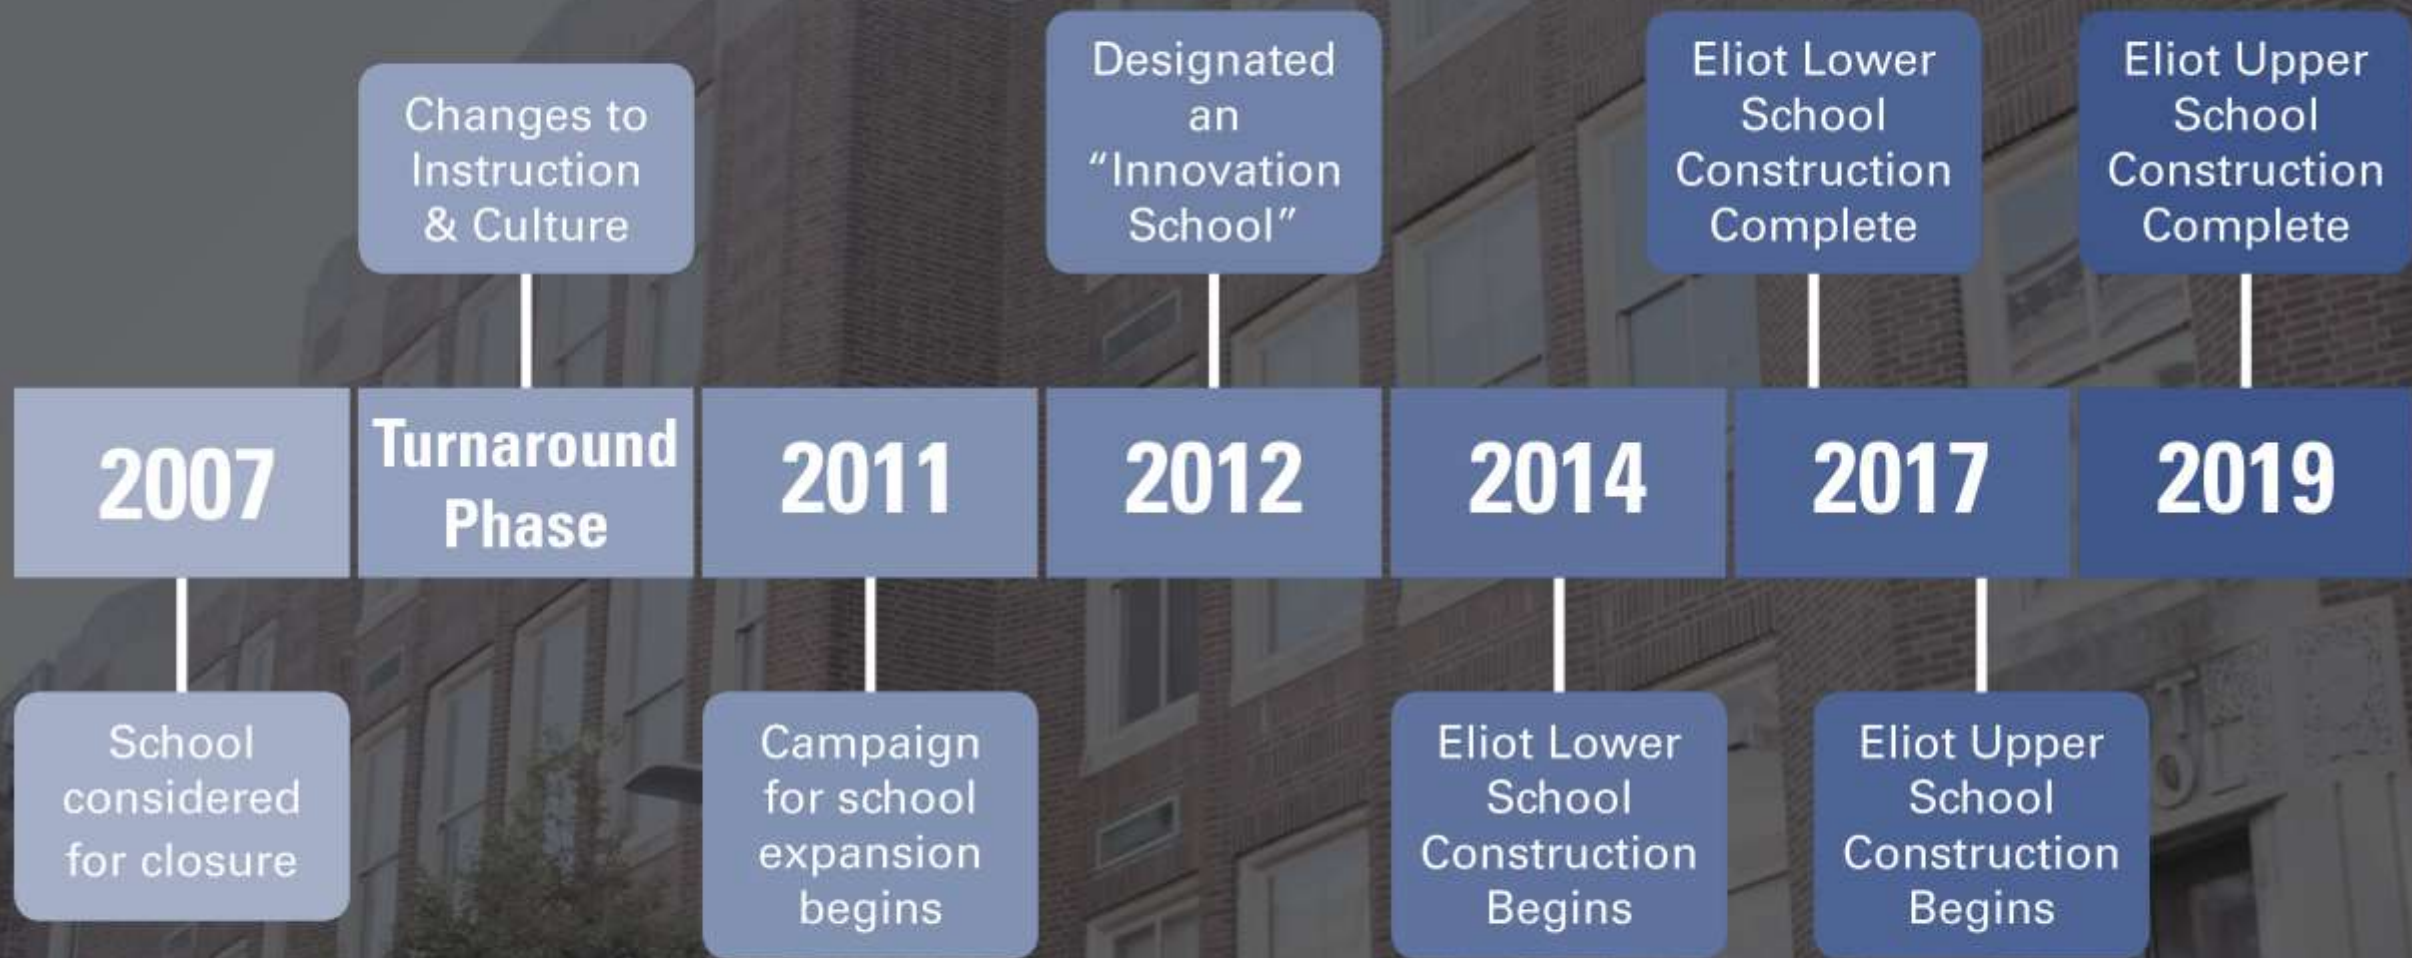 Changes to
Instruction
& Culture
Designated
an
“Innovation
School”
Eliot Lower
School
Construction
Complete
Eliot Upper
School
Construction
Complete
2007
Turnaround
Phase
2011
2012
2014
2017
2019
School
considered
for closure
Campaign
for school
expansion
begins
Eliot Lower
School
Construction
Begins
Eliot Upper
School
Construction
Begins